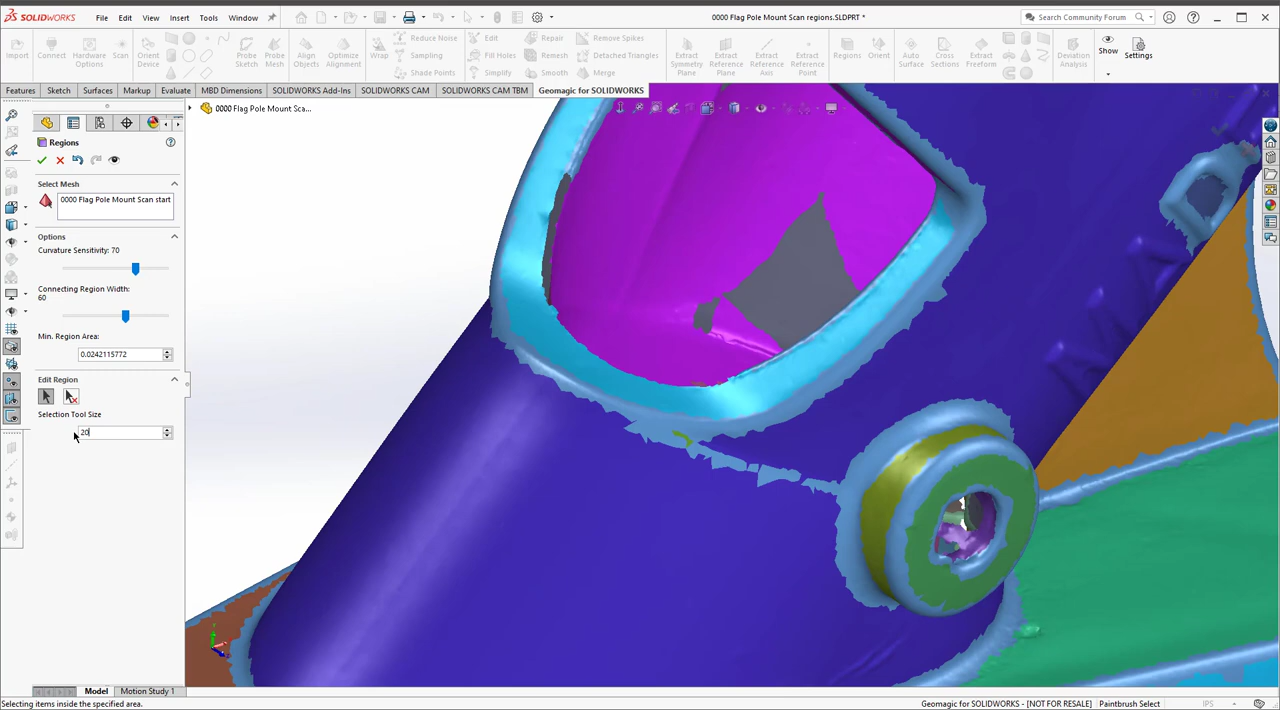 SOLIDWORKS File Edit View Insert Tools Window 0000 Flag Pole Mount Scan regions.SLDPRT * Search Community Forum
Import Connect Hardware Options Scan Orient Device Probe Sketch Probe Mesh Align Objects Optimize Alignment Wrap Reduce Noise Sampling Shade Points Edit Fill Holes Simplify Repair Remesh Smooth Remove Spikes Detached Triangles Merge Extract Symmetry Plane Extract Reference Plane Extract Reference Axis Extract Reference Point Regions Orient Auto Surface Cross Sections Extract Freeform Deviation Analysis Show Settings
Features Sketch Surfaces Markup Evaluate MBD Dimensions SOLIDWORKS Add-Ins SOLIDWORKS CAM SOLIDWORKS CAM TBM Geomagic for SOLIDWORKS
0000 Flag Pole Mount Sca...
Regions
Select Mesh
0000 Flag Pole Mount Scan start
Options
Curvature Sensitivity: 70
Connecting Region Width:
60
Min. Region Area:
0.0242115772
Edit Region
Selection Tool Size
20
Model Motion Study 1
Selecting items inside the specified area. Geomagic for SOLIDWORKS - [NOT FOR RESALE] Paintbrush Select IPS